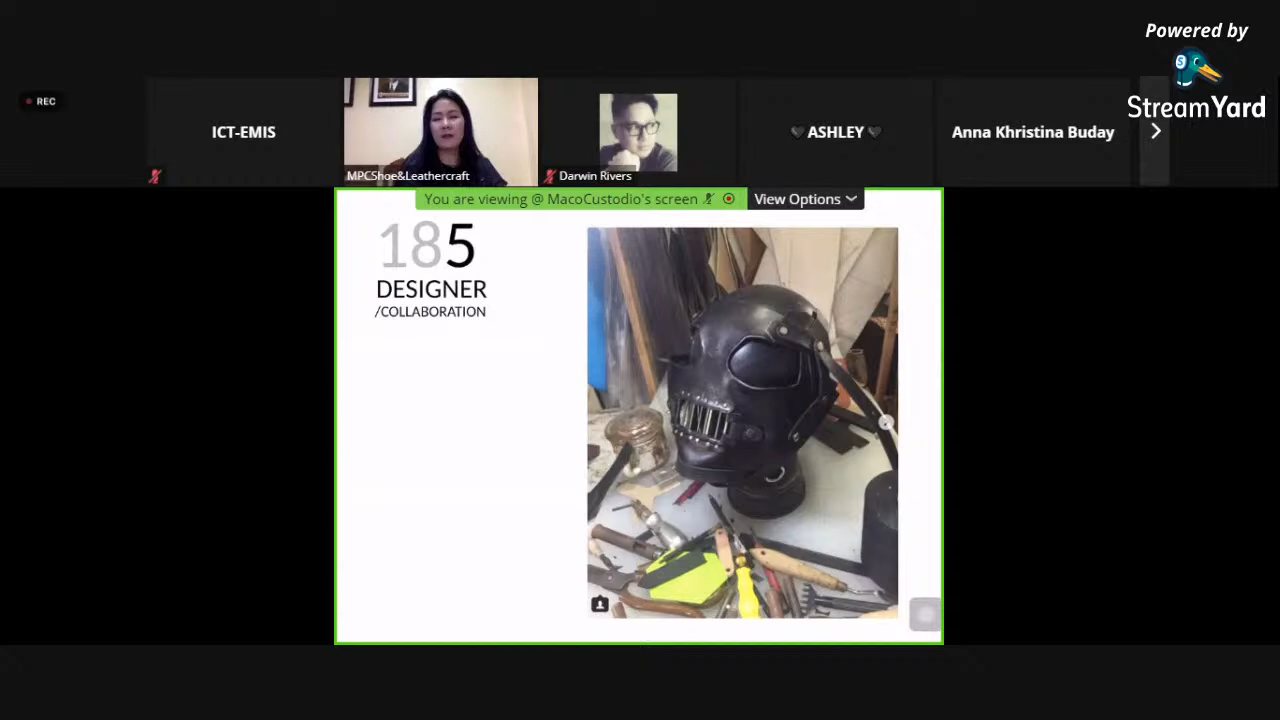 Powered by
StreamYard
REC
ICT-EMIS
MPCShoe&Leathercraft
Darwin Rivers
🖤 ASHLEY 🖤
Anna Khristina Buday
You are viewing @ MacoCustodio's screen
View Options
185
DESIGNER
/COLLABORATION